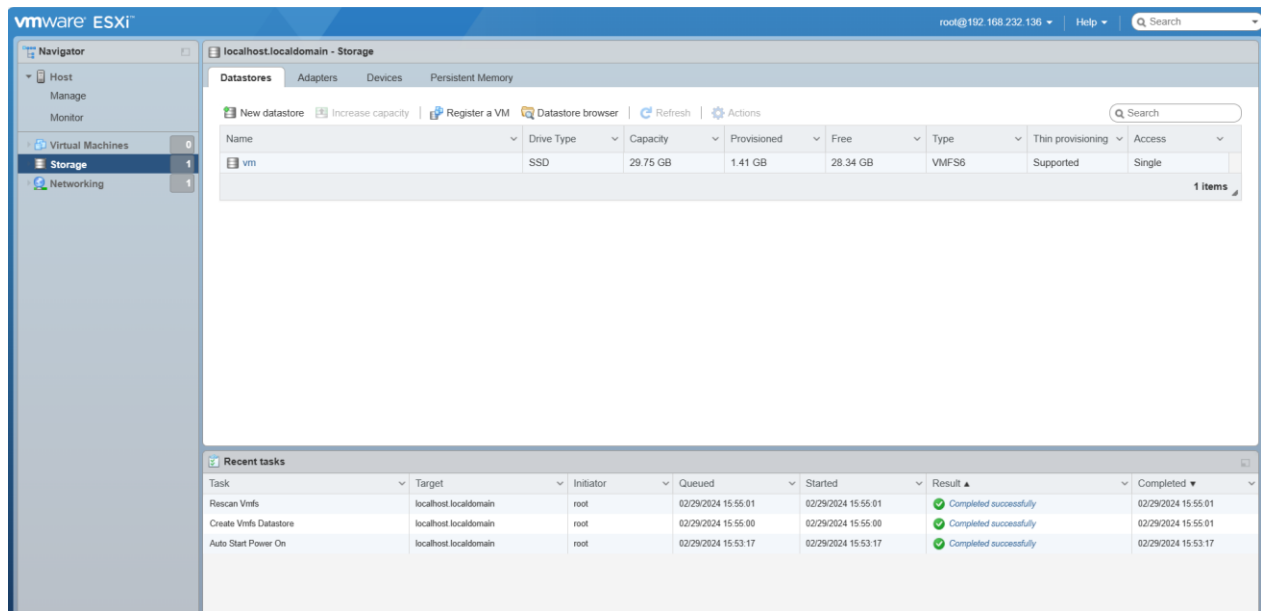 vmware ESXi™
root@192.168.232.136
Help
Search
Navigator
Host
Manage
Monitor
Virtual Machines 0
Storage 1
Networking 1
localhost.localdomain - Storage
Datastores Adapters Devices Persistent Memory
New datastore Increase capacity Register a VM Datastore browser Refresh Actions
Search
Name Drive Type Capacity Provisioned Free Type Thin provisioning Access
vm SSD 29.75 GB 1.41 GB 28.34 GB VMFS6 Supported Single
1 items
Recent tasks
Task Target Initiator Queued Started Result Completed
Rescan Vmfs localhost.localdomain root 02/29/2024 15:55:01 02/29/2024 15:55:01 Completed successfully 02/29/2024 15:55:01
Create Vmfs Datastore localhost.localdomain root 02/29/2024 15:55:00 02/29/2024 15:55:00 Completed successfully 02/29/2024 15:55:01
Auto Start Power On localhost.localdomain root 02/29/2024 15:53:17 02/29/2024 15:53:17 Completed successfully 02/29/2024 15:53:17